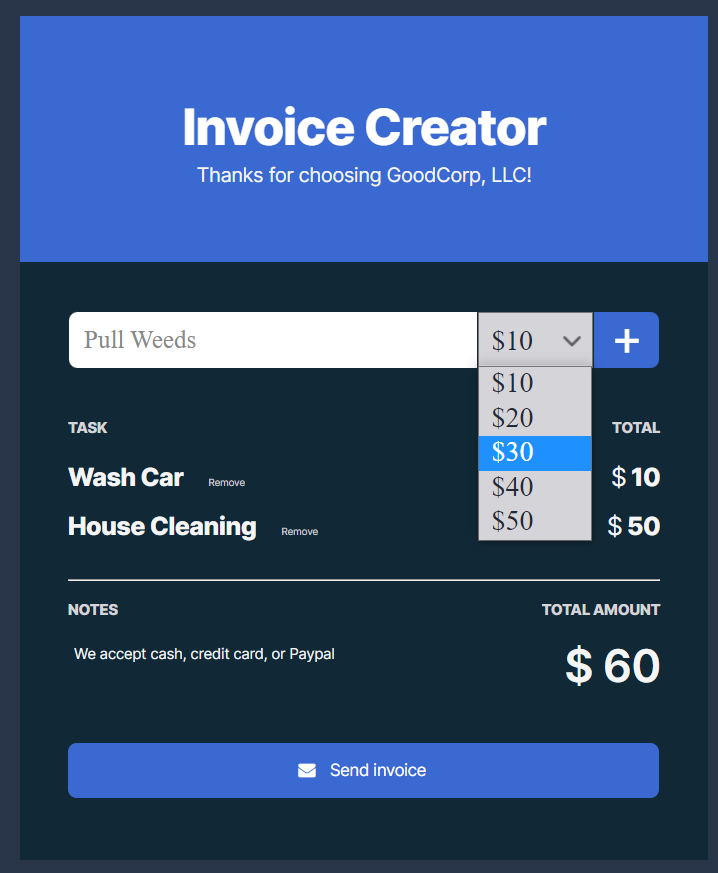 Invoice Creator
Thanks for choosing GoodCorp, LLC!
Pull Weeds $10 +
$10
$20
$30
$40
$50
TASK TOTAL
Wash Car Remove $ 10
House Cleaning Remove $ 50
NOTES TOTAL AMOUNT
We accept cash, credit card, or Paypal $ 60
Send invoice